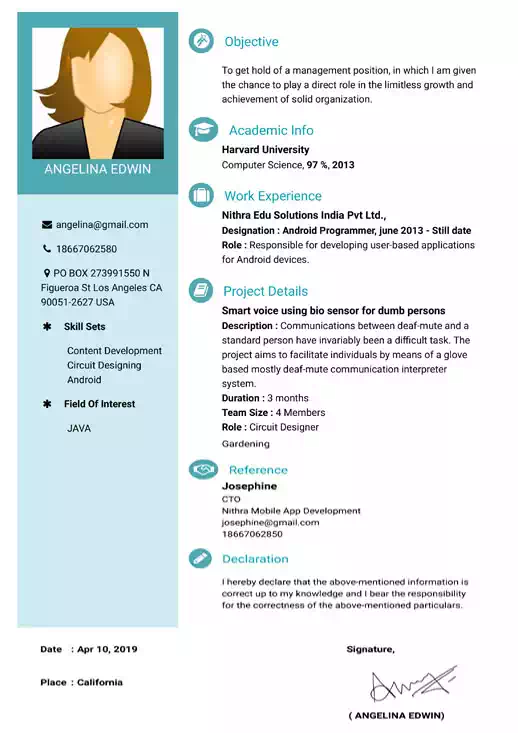 ANGELINA EDWIN
angelina@gmail.com
18667062580
PO BOX 273991550 N
Figueroa St Los Angeles CA
90051-2627 USA
Skill Sets
Content Development
Circuit Designing
Android
Field Of Interest
JAVA
Objective
To get hold of a management position, in which I am given
the chance to play a direct role in the limitless growth and
achievement of solid organization.
Academic Info
Harvard University
Computer Science, 97 %, 2013
Work Experience
Nithra Edu Solutions India Pvt Ltd.,
Designation : Android Programmer, june 2013 - Still date
Role : Responsible for developing user-based applications
for Android devices.
Project Details
Smart voice using bio sensor for dumb persons
Description : Communications between deaf-mute and a
standard person have invariably been a difficult task. The
project aims to facilitate individuals by means of a glove
based mostly deaf-mute communication interpreter
system.
Duration : 3 months
Team Size : 4 Members
Role : Circuit Designer
Gardening
Reference
Josephine
CTO
Nithra Mobile App Development
josephine@gmail.com
18667062850
Declaration
I hereby declare that the above-mentioned information is
correct up to my knowledge and I bear the responsibility
for the correctness of the above-mentioned particulars.
Date : Apr 10, 2019
Place : California
Signature,
( ANGELINA EDWIN)